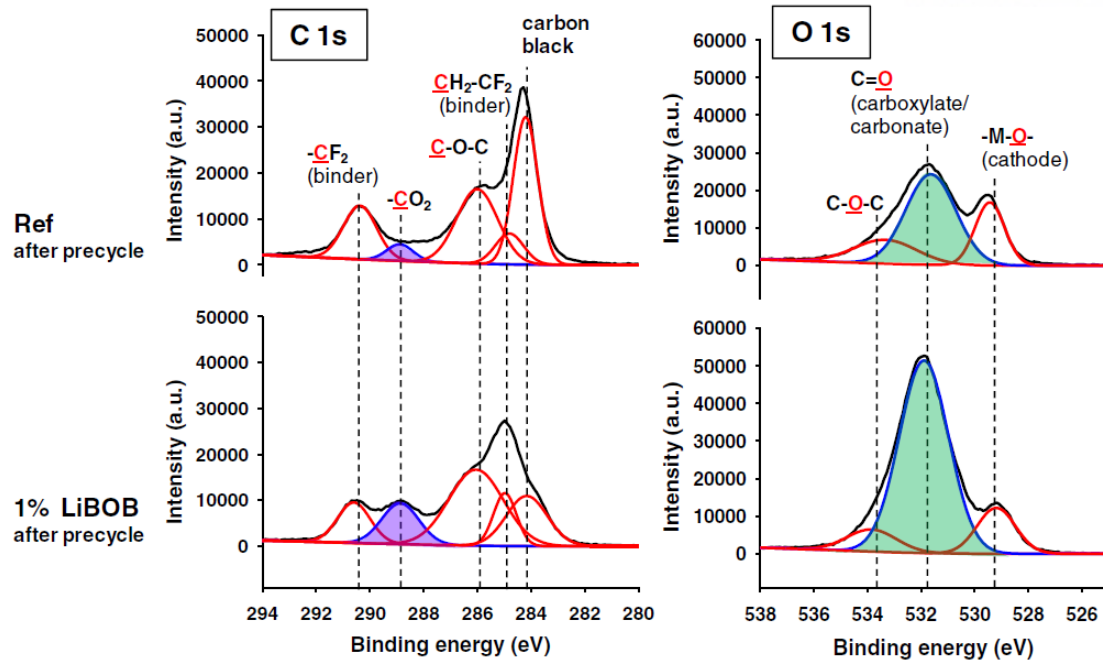 C 1s
carbon
black
CH₂-CF₂
(binder)
C-O-C
-CF₂
(binder)
-CO₂
Intensity (a.u.)
50000
40000
30000
20000
10000
0
O 1s
C=O
(carboxylate/
carbonate)
-M-O-
(cathode)
C-O-C
Intensity (a.u.)
60000
50000
40000
30000
20000
10000
0
Ref
after precycle
Intensity (a.u.)
50000
40000
30000
20000
10000
0
Intensity (a.u.)
60000
50000
40000
30000
20000
10000
0
1% LiBOB
after precycle
294 292 290 288 286 284 282 280
Binding energy (eV)
538 536 534 532 530 528 526
Binding energy (eV)